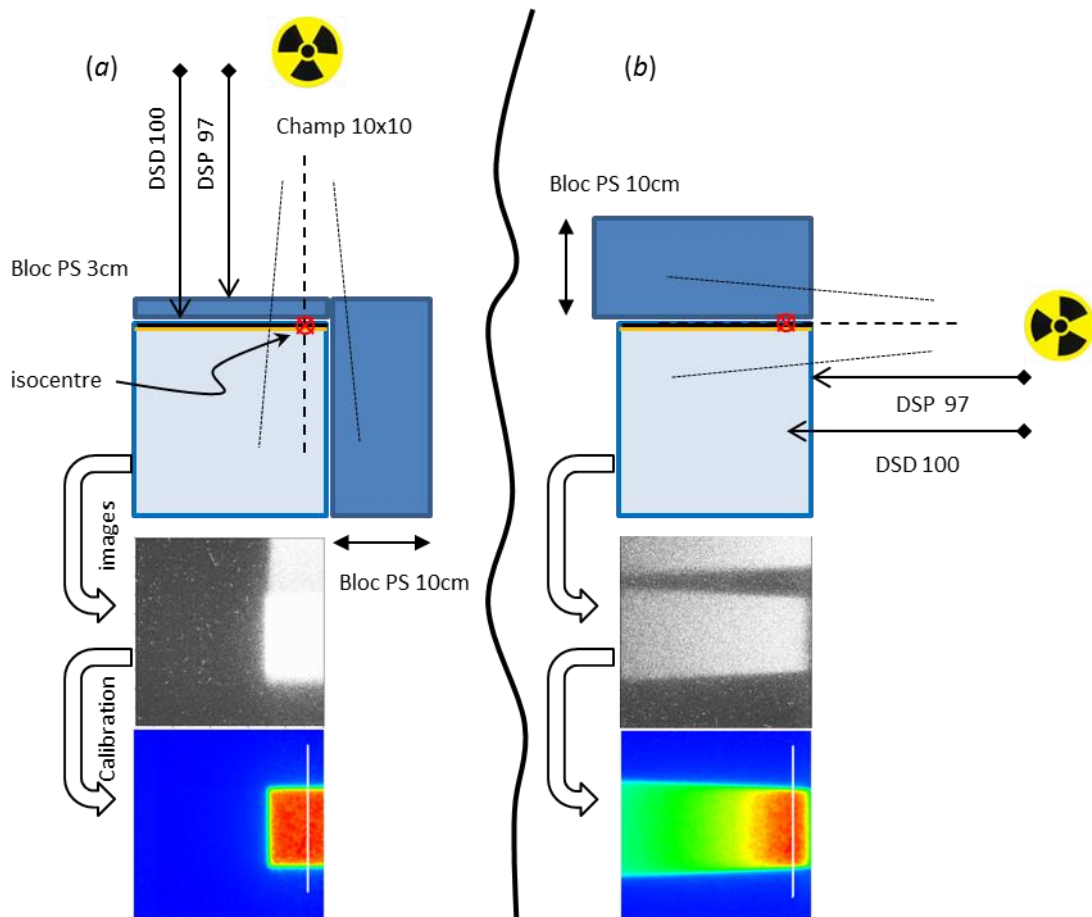 (a)
DSD 100
DSP 97
Champ 10x10
Bloc PS 3cm
isocentre
images
Bloc PS 10cm
Calibration
(b)
Bloc PS 10cm
DSP 97
DSD 100